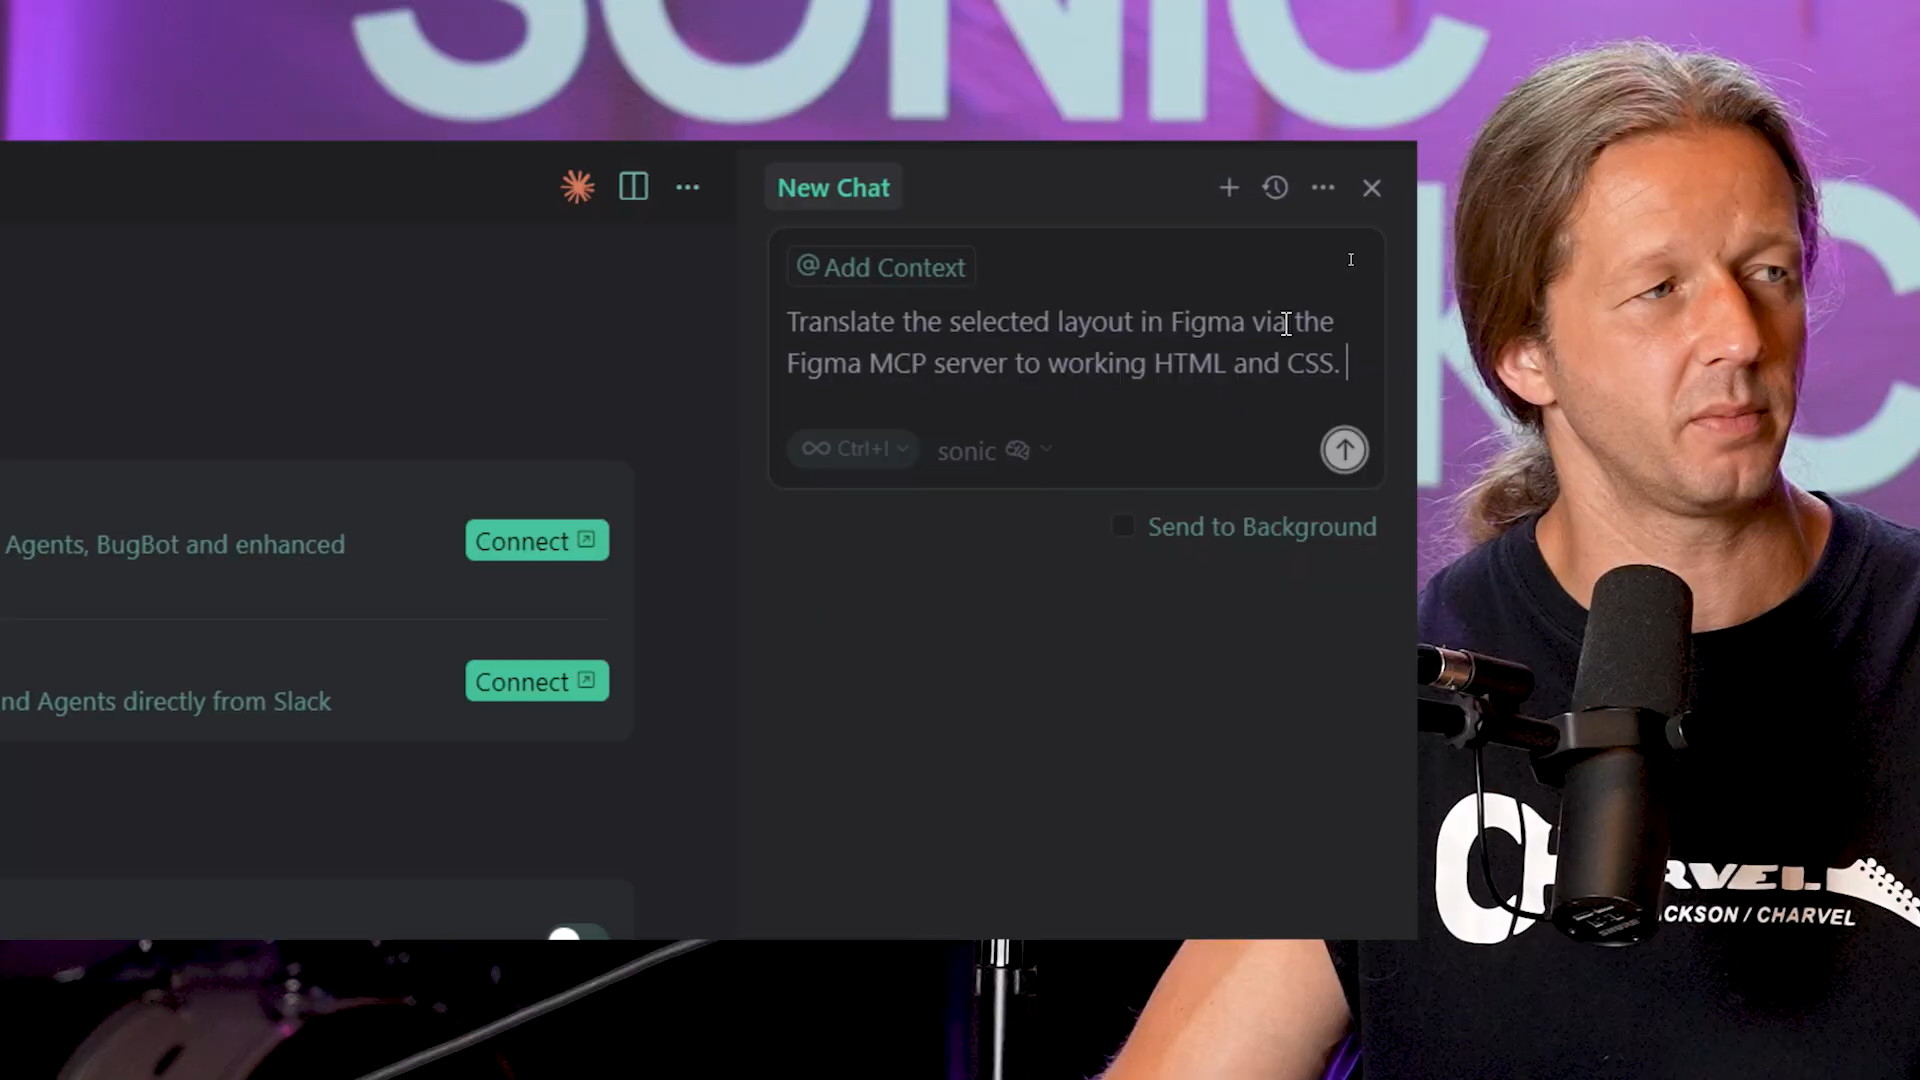 SONIC
New Chat
@ Add Context
Translate the selected layout in Figma via the
Figma MCP server to working HTML and CSS.
Ctrl+I
sonic
Send to Background
Agents, BugBot and enhanced
Connect
nd Agents directly from Slack
Connect
CH RVEL
CKSON / CHARVEL